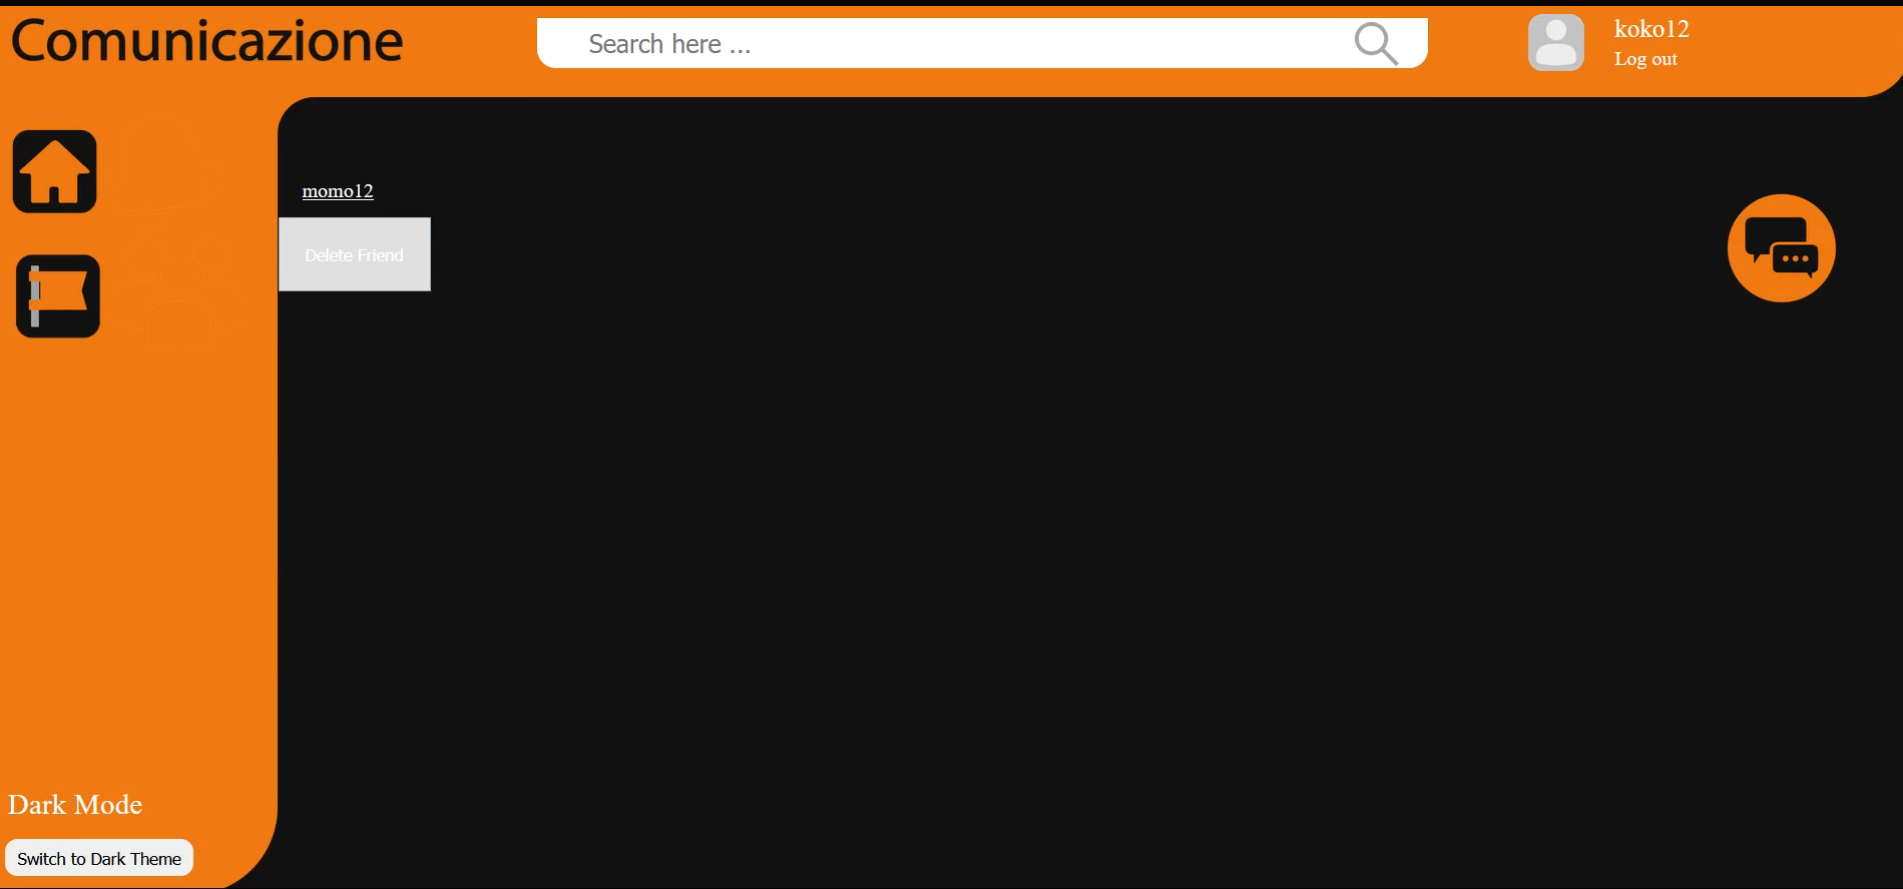 Comunicazione
Search here ...
koko12
Log out
momo12
Delete Friend
Dark Mode
Switch to Dark Theme